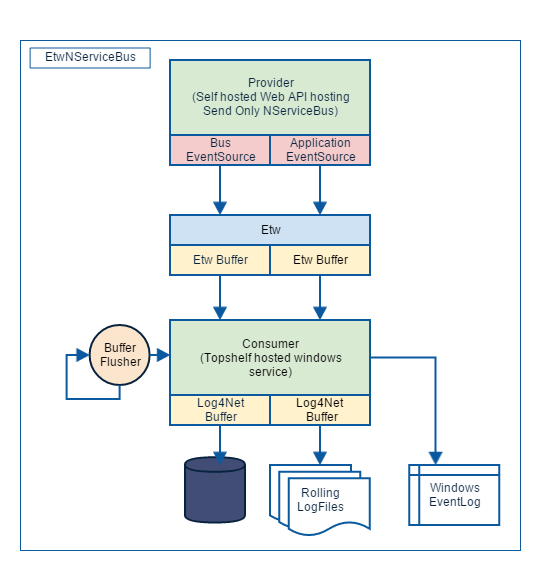 EtwNServiceBus
Provider
(Self hosted Web API hosting
Send Only NServiceBus)
Bus
EventSource
Application
EventSource
Etw
Etw Buffer
Etw Buffer
Buffer
Flusher
Consumer
(Topshelf hosted windows
service)
Log4Net
Buffer
Log4Net
Buffer
Rolling
LogFiles
Windows
EventLog